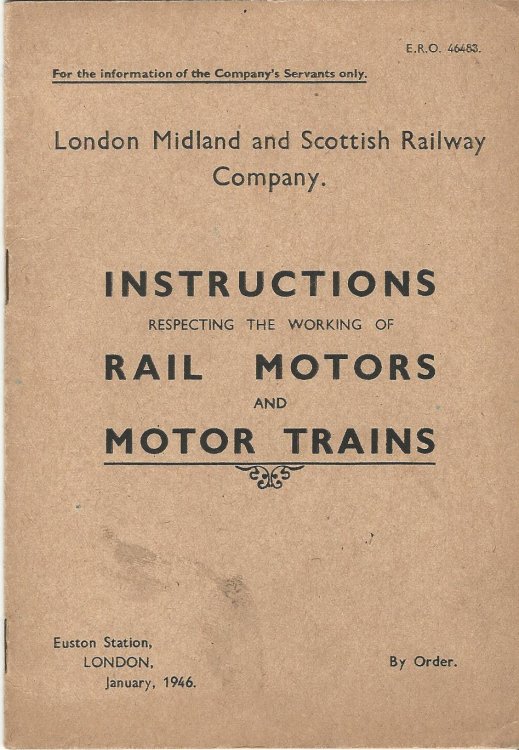 E.R.O. 46483.
For the information of the Company's Servants only.
London Midland and Scottish Railway
Company.
INSTRUCTIONS
RESPECTING THE WORKING OF
RAIL MOTORS
AND
MOTOR TRAINS
Euston Station,
LONDON,
January, 1946.
By Order.